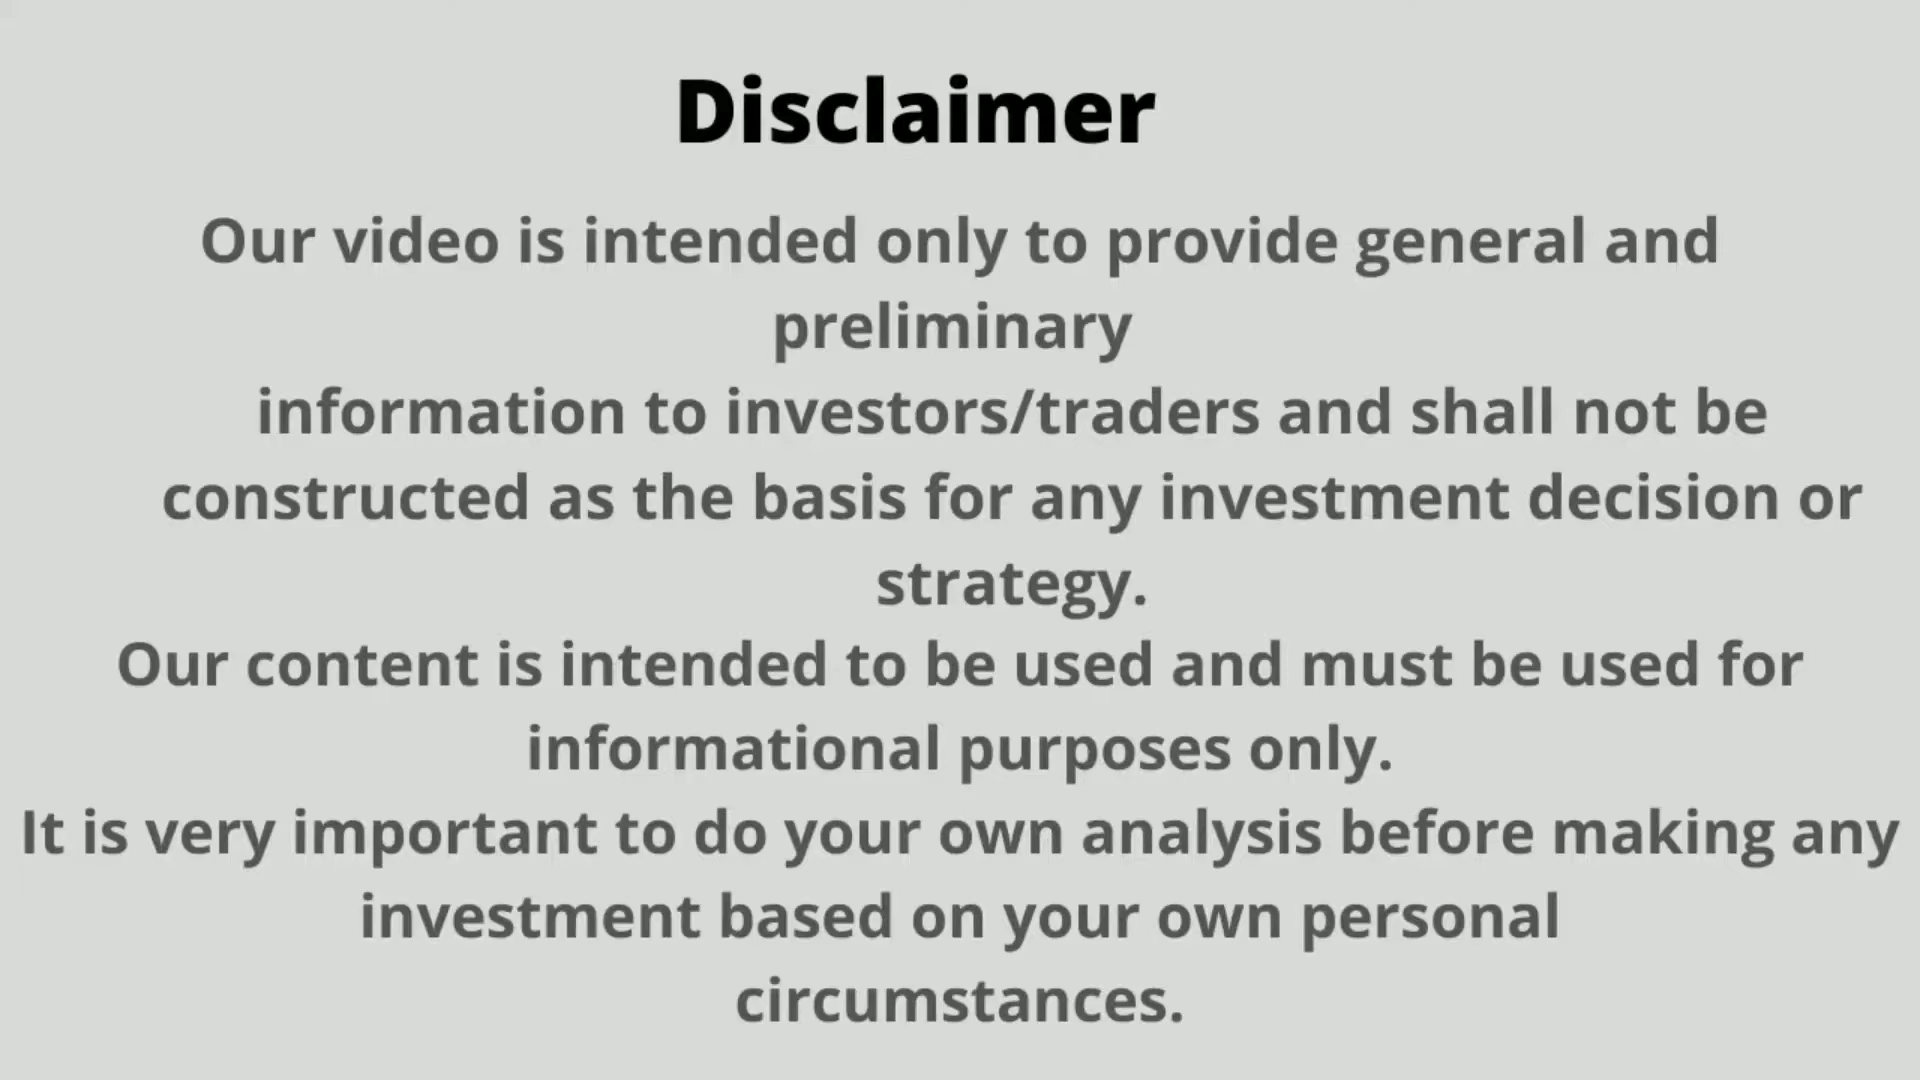 Disclaimer
Our video is intended only to provide general and
preliminary
information to investors/traders and shall not be
constructed as the basis for any investment decision or
strategy.
Our content is intended to be used and must be used for
informational purposes only.
It is very important to do your own analysis before making any
investment based on your own personal
circumstances.